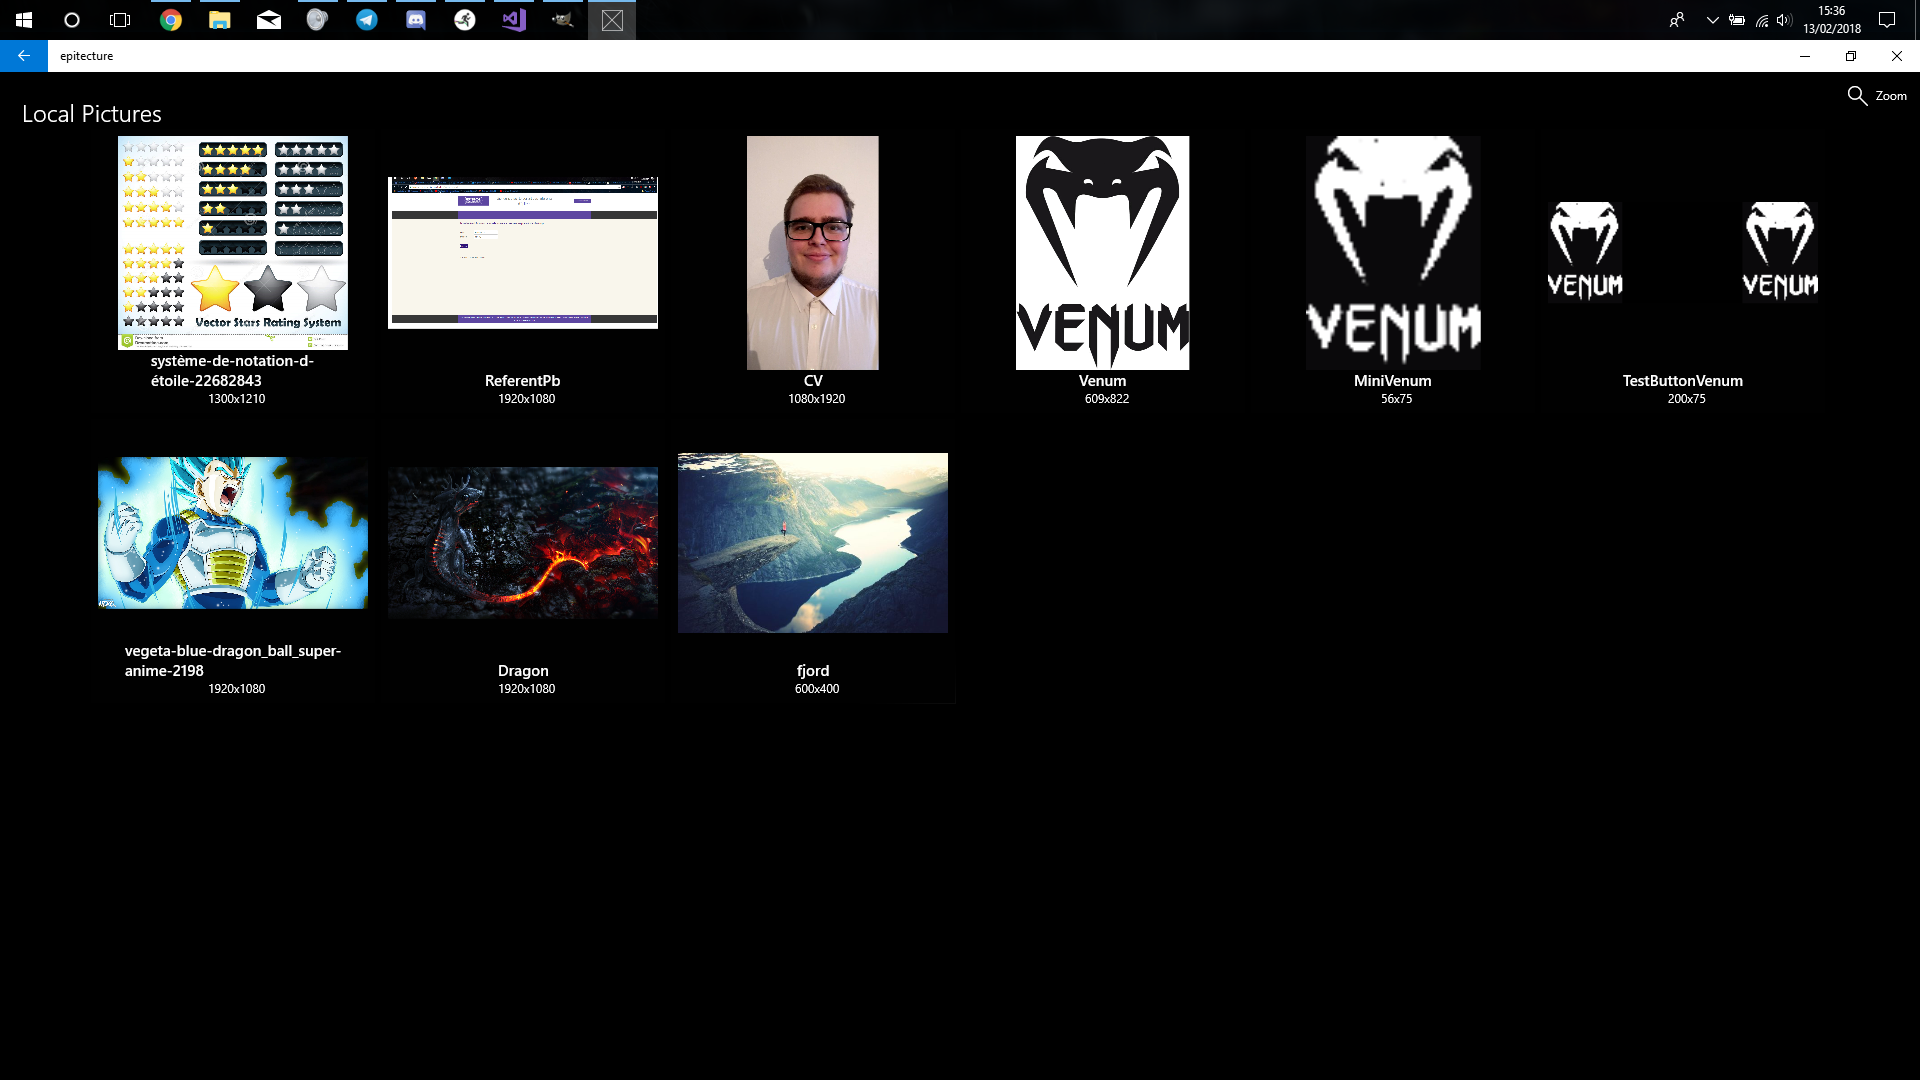 15:36
13/02/2018
epitecture
Zoom
Local Pictures
Vector Stars Rating System
VENUM
VENUM
VENUM
VENUM
système-de-notation-d-
étoile-22682843
1300x1210
ReferentPb
1920x1080
CV
1080x1920
Venum
609x822
MiniVenum
56x75
TestButtonVenum
200x75
vegeta-blue-dragon_ball_super-
anime-2198
1920x1080
Dragon
1920x1080
fjord
600x400